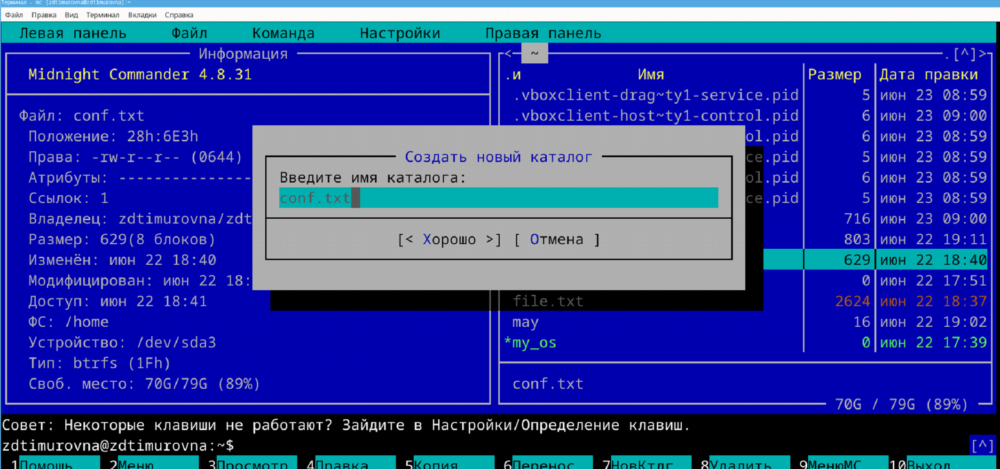 Терминал - mc [zdtimurovna@zdtimurovna]:~
Файл Правка Вид Терминал Вкладки Справка
Левая панель Файл Команда Настройки Правая панель
Информация
Midnight Commander 4.8.31
Файл: conf.txt
Положение: 28h:6E3h
Права: -rw-r--r-- (0644)
Атрибуты: ---------------
Ссылок: 1
Владелец: zdtimurovna/zdt
Размер: 629(8 блоков)
Изменён: июн 22 18:40
Модифицирован: июн 22 18:
Доступ: июн 22 18:41
ФС: /home
Устройство: /dev/sda3
Тип: btrfs (1Fh)
Своб. место: 70G/79G (89%)
<- ~ .[^]>
.и Имя Размер Дата правки
.vboxclient-drag~ty1-service.pid 5 июн 23 08:59
.vboxclient-host~ty1-control.pid 6 июн 23 09:00
ol.pid 6 июн 23 08:59
ce.pid 5 июн 23 08:59
ol.pid 6 июн 23 08:59
ce.pid 5 июн 23 08:59
716 июн 23 09:00
803 июн 22 19:11
629 июн 22 18:40
0 июн 22 17:51
file.txt 2624 июн 22 18:37
may 16 июн 22 19:02
*my_os 0 июн 22 17:39
conf.txt
70G / 79G (89%)
Создать новый каталог
Введите имя каталога:
conf.txt
[< Хорошо >] [ Отмена ]
Совет: Некоторые клавиши не работают? Зайдите в Настройки/Определение клавиш.
zdtimurovna@zdtimurovna:~$ [^]
1Помощь 2Меню 3Просмотр 4Правка 5Копия 6Перенос 7НовКтлг 8Удалить 9МенюМС 10Выход